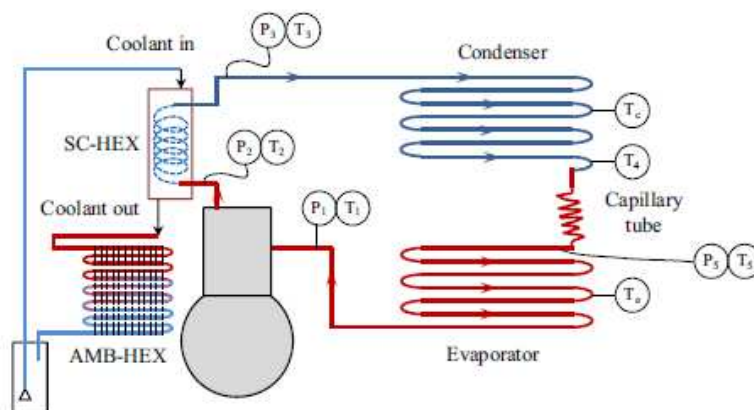 P₃ T₃
Coolant in
Condenser
SC-HEX
T꜀
P₂ T₂
T₄
Coolant out
P₁ T₁
Capillary
tube
P₅ T₅
Tₑ
AMB-HEX
Evaporator